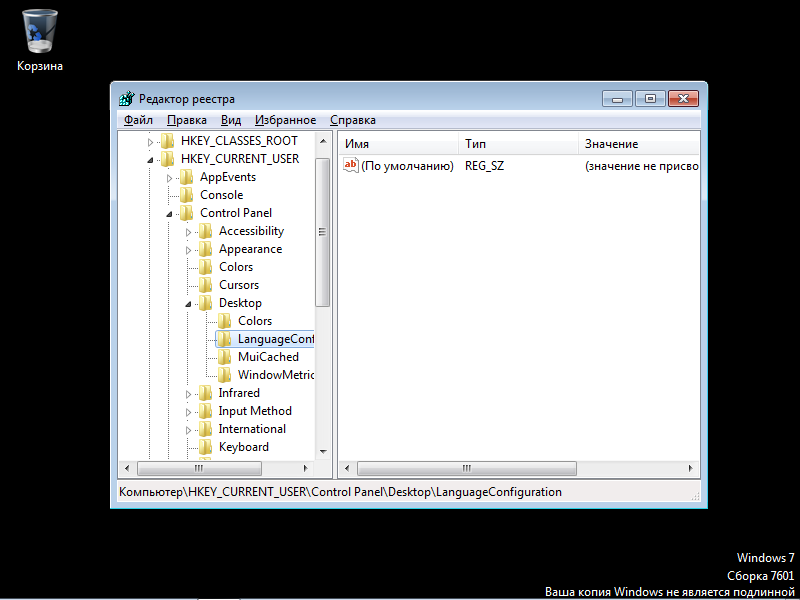 Корзина
Редактор реестра
Файл Правка Вид Избранное Справка
HKEY_CLASSES_ROOT
HKEY_CURRENT_USER
AppEvents
Console
Control Panel
Accessibility
Appearance
Colors
Cursors
Desktop
Colors
LanguageConf
MuiCached
WindowMetric
Infrared
Input Method
International
Keyboard
Имя Тип Значение
ab (По умолчанию) REG_SZ (значение не присво
Компьютер\HKEY_CURRENT_USER\Control Panel\Desktop\LanguageConfiguration
Windows 7
Сборка 7601
Ваша копия Windows не является подлинной